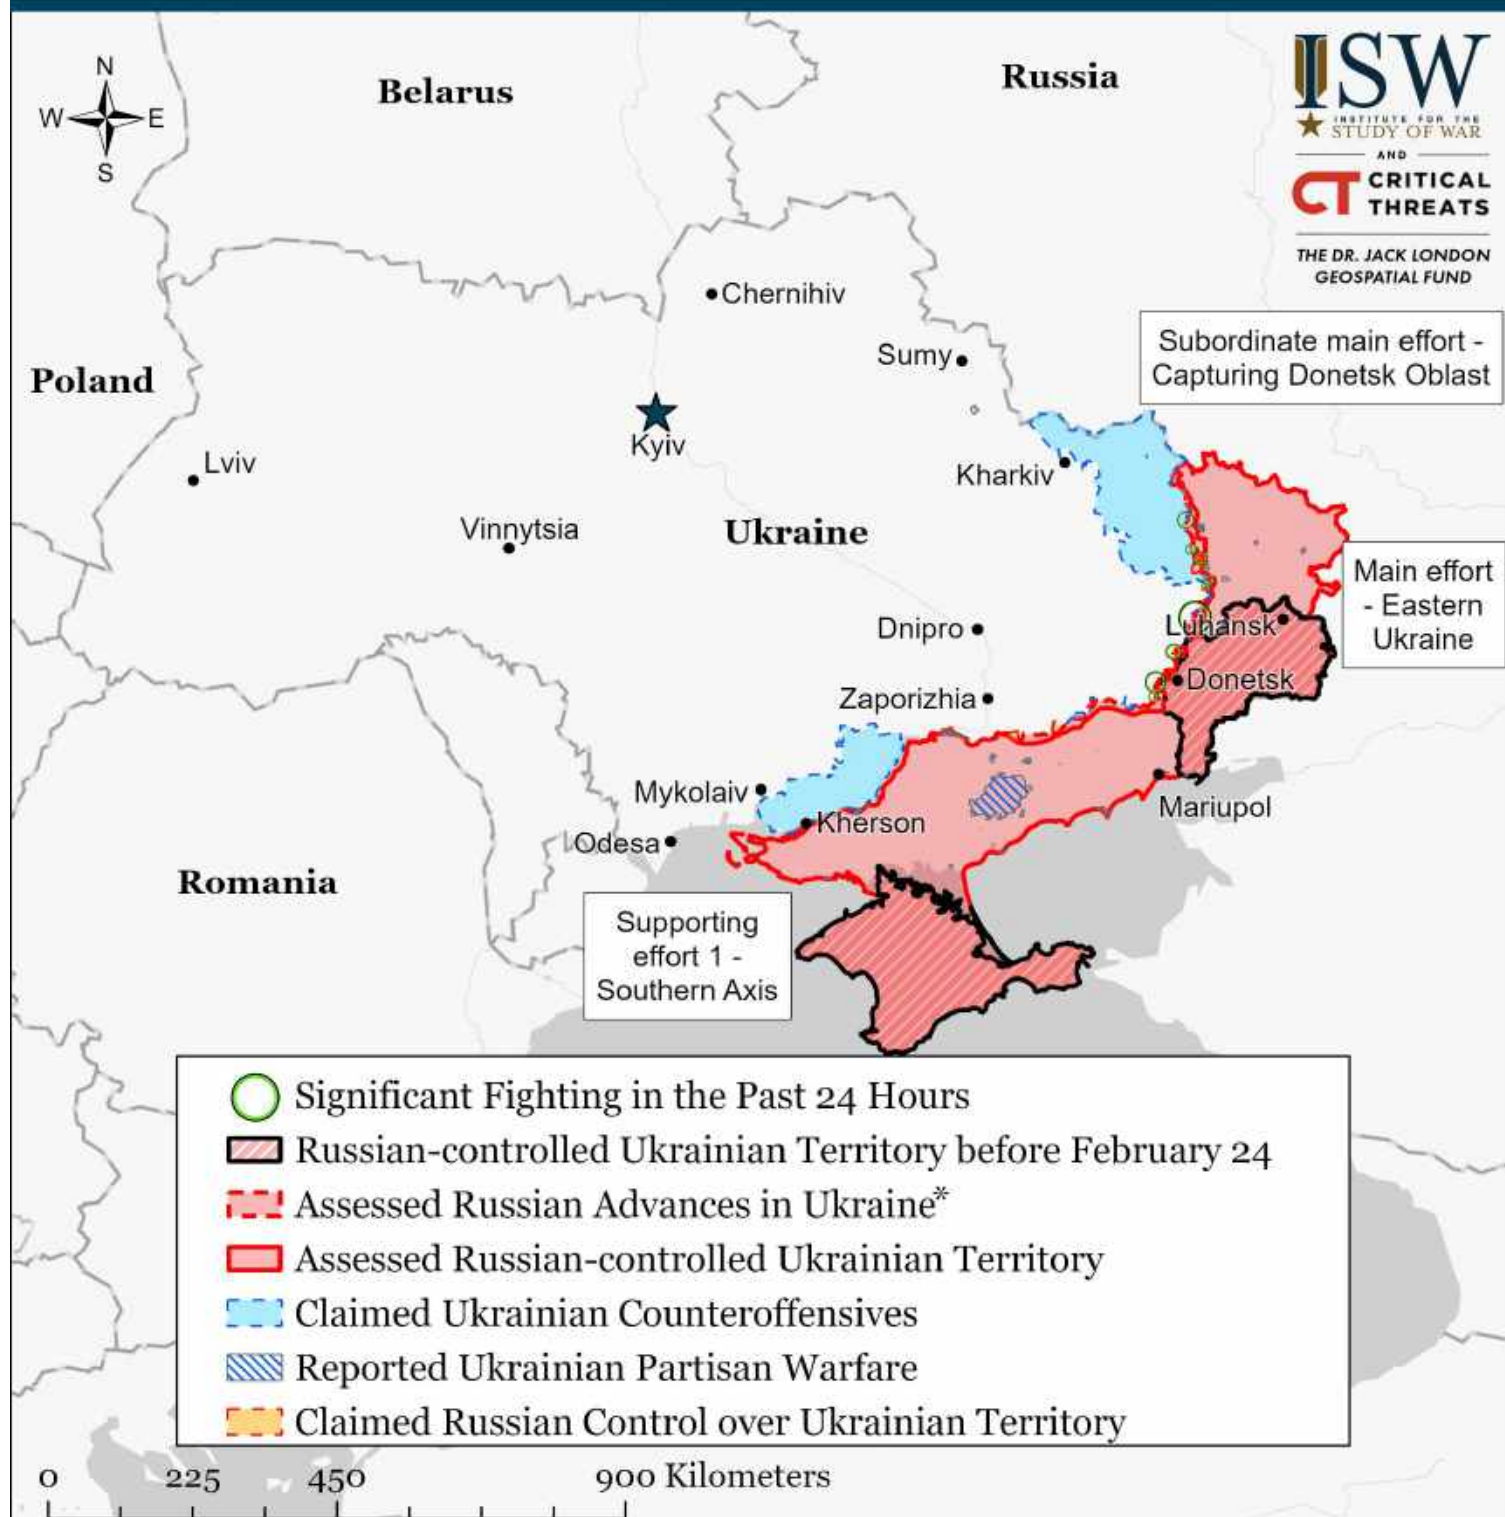 N
W
E
S
Belarus
Russia
ISW
INSTITUTE FOR THE
STUDY OF WAR
AND
CT CRITICAL
THREATS
THE DR. JACK LONDON
GEOSPATIAL FUND
Chernihiv
Subordinate main effort -
Capturing Donetsk Oblast
Sumy
Poland
Kyiv
Lviv
Kharkiv
Vinnytsia
Ukraine
Main effort
- Eastern
Ukraine
Dnipro
Luhansk
Donetsk
Zaporizhia
Mykolaiv
Mariupol
Kherson
Odesa
Romania
Supporting
effort 1 -
Southern Axis
Significant Fighting in the Past 24 Hours
Russian-controlled Ukrainian Territory before February 24
Assessed Russian Advances in Ukraine*
Assessed Russian-controlled Ukrainian Territory
Claimed Ukrainian Counteroffensives
Reported Ukrainian Partisan Warfare
Claimed Russian Control over Ukrainian Territory
0 225 450 900 Kilometers